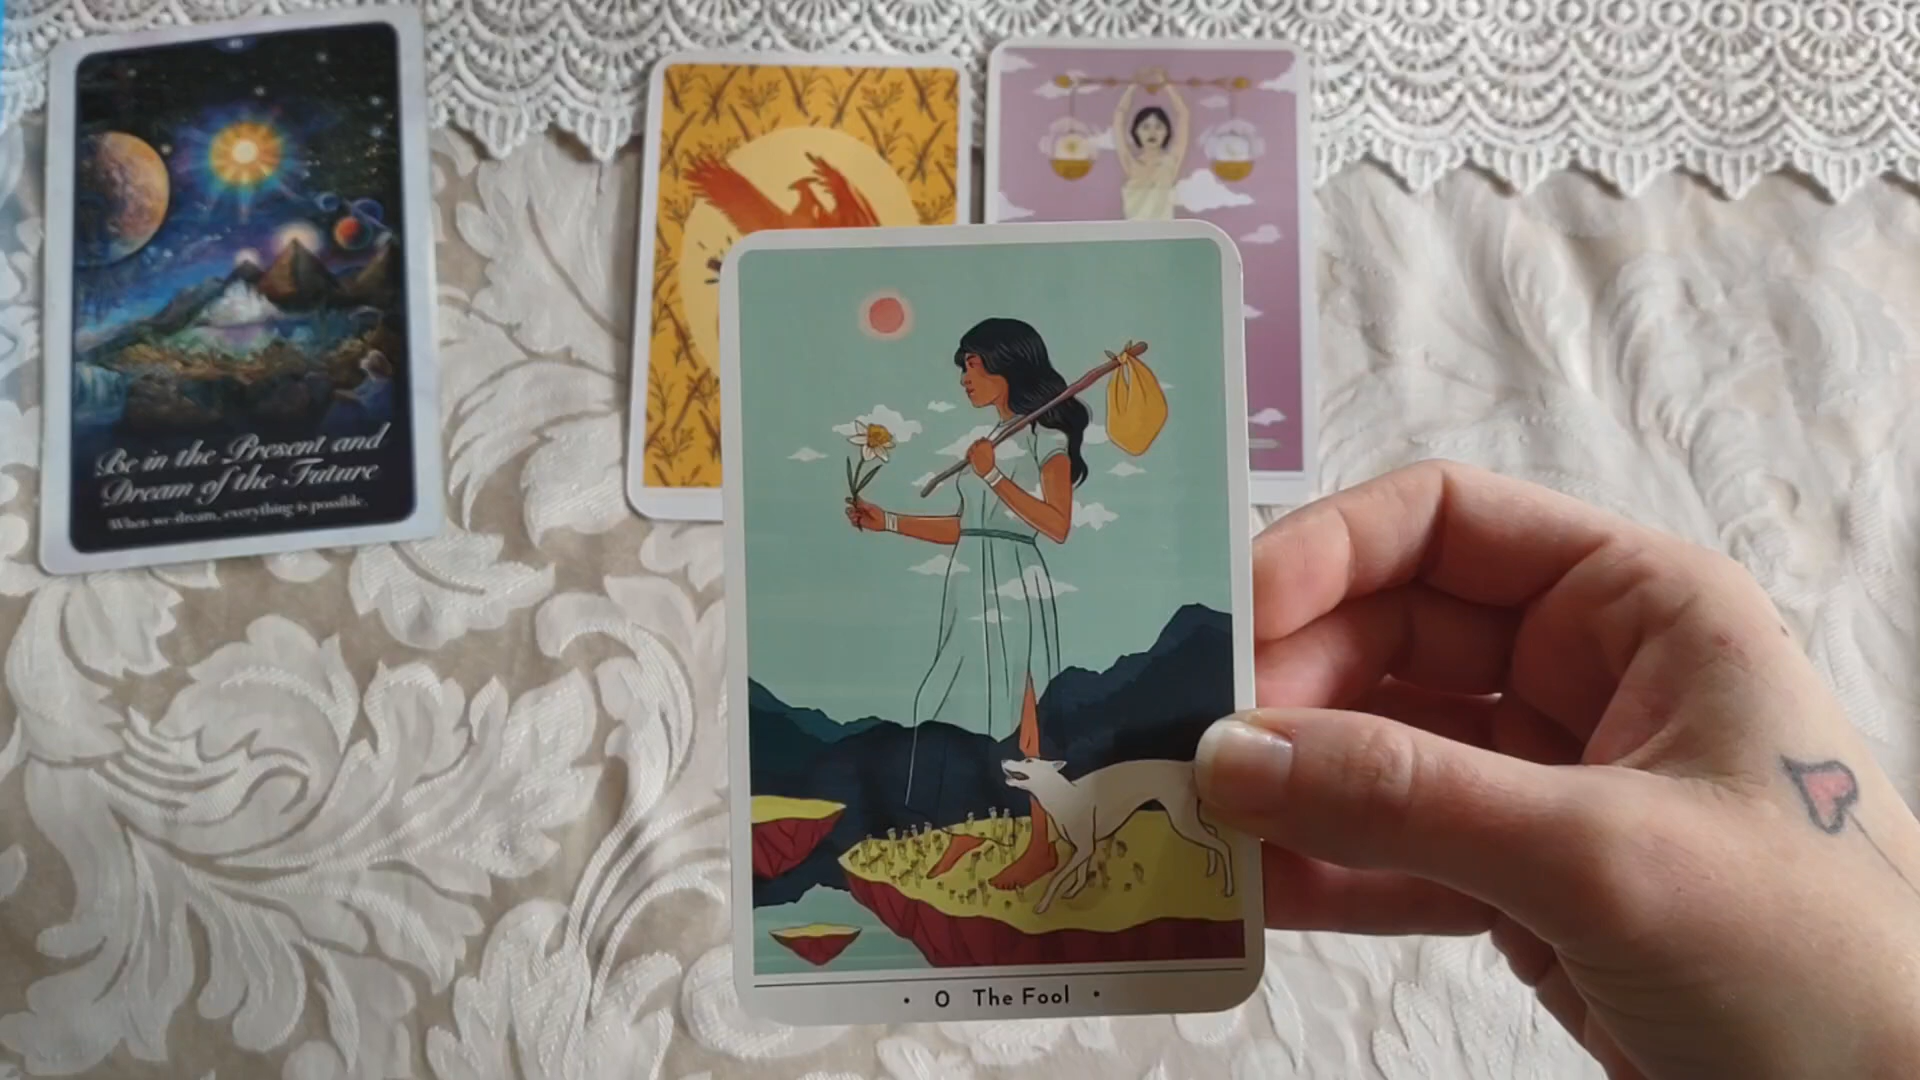 Be in the Present and
Dream of the Future
When we dream, everything is possible.
• 0 The Fool •